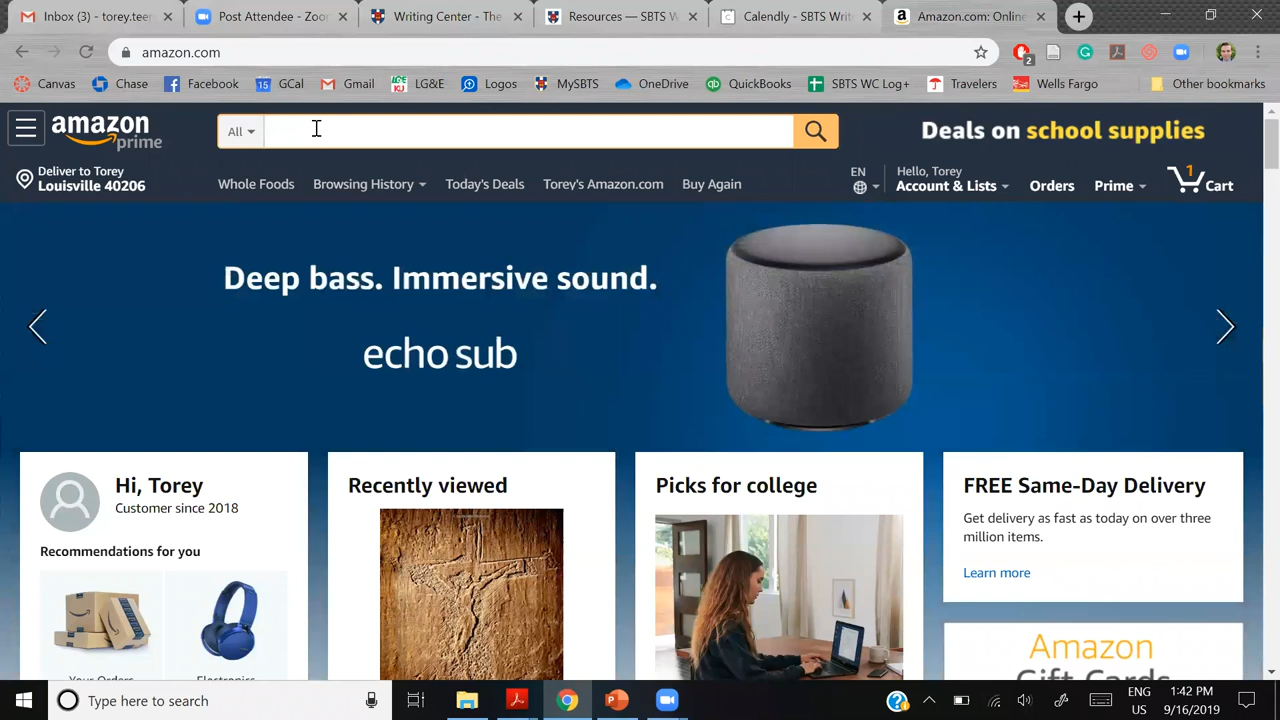 Inbox (3) - torey.teer
Post Attendee - Zoo
Writing Center - The
Resources — SBTS W
Calendly - SBTS Writ
Amazon.com: Online
amazon.com
2
Canvas
Chase
Facebook
15 GCal
Gmail
LG&E KU LG&E
Logos
MySBTS
OneDrive
QuickBooks
SBTS WC Log+
Travelers
Wells Fargo
Other bookmarks
amazon prime
All
Deals on school supplies
Deliver to Torey
Louisville 40206
Whole Foods
Browsing History
Today's Deals
Torey's Amazon.com
Buy Again
EN
Hello, Torey
Account & Lists
Orders
Prime
1
Cart
Deep bass. Immersive sound.
echo sub
Hi, Torey
Customer since 2018
Recommendations for you
Your Orders
Electronics
Recently viewed
Picks for college
FREE Same-Day Delivery
Get delivery as fast as today on over three
million items.
Learn more
Amazon
Gift Cards
Type here to search
ENG
US
1:42 PM
9/16/2019